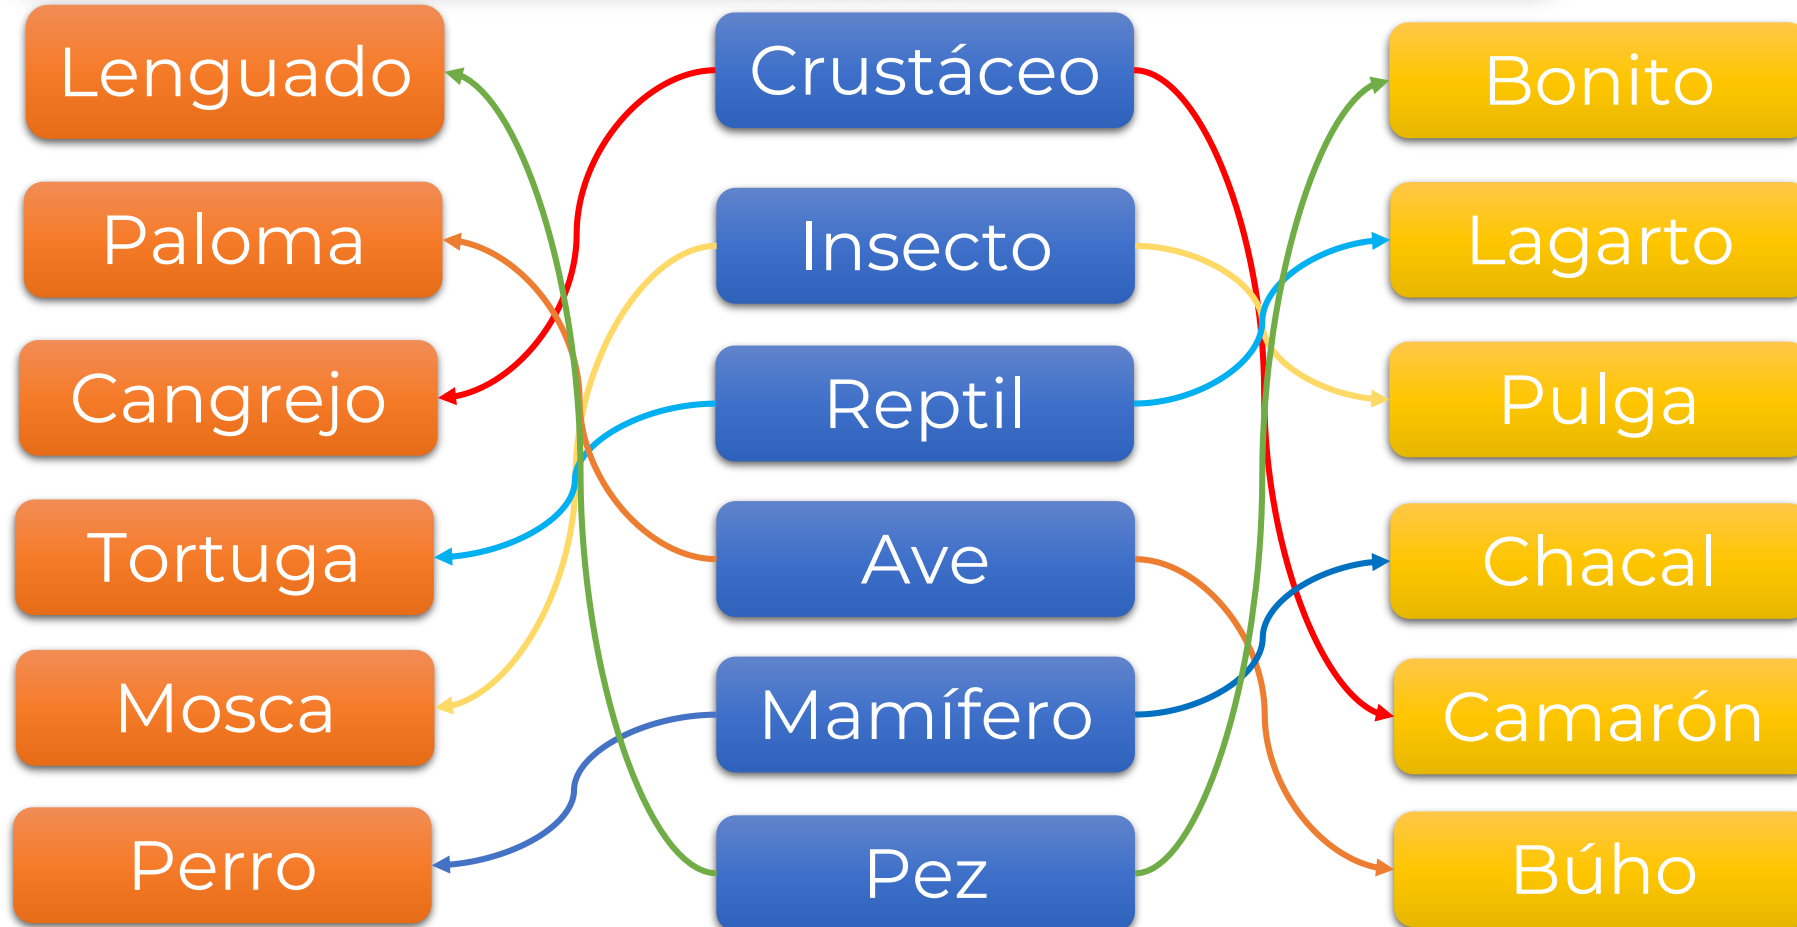 Lenguado
Crustáceo
Bonito
Paloma
Insecto
Lagarto
Cangrejo
Reptil
Pulga
Tortuga
Ave
Chacal
Mosca
Mamífero
Camarón
Perro
Pez
Búho